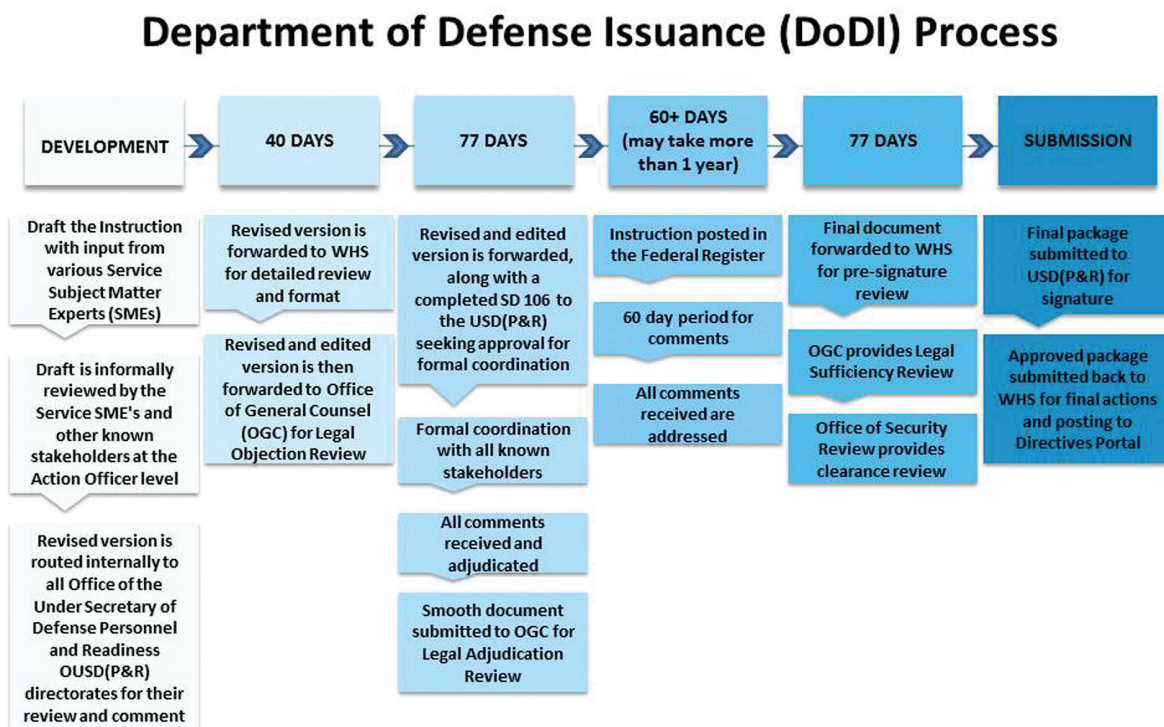 Department of Defense Issuance (DoDI) Process
DEVELOPMENT
40 DAYS
77 DAYS
60+ DAYS
(may take more
than 1 year)
77 DAYS
SUBMISSION
Draft the Instruction
with input from
various Service
Subject Matter
Experts (SMEs)
Draft is informally
reviewed by the
Service SME's and
other known
stakeholders at the
Action Officer level
Revised version is
routed internally to
all Office of the
Under Secretary of
Defense Personnel
and Readiness
OUSD(P&R)
directorates for their
review and comment
Revised version is
forwarded to WHS
for detailed review
and format
Revised and edited
version is then
forwarded to Office
of General Counsel
(OGC) for Legal
Objection Review
Revised and edited
version is forwarded,
along with a
completed SD 106 to
the USD(P&R)
seeking approval for
formal coordination
Formal coordination
with all known
stakeholders
All comments
received and
adjudicated
Smooth document
submitted to OGC for
Legal Adjudication
Review
Instruction posted in
the Federal Register
60 day period for
comments
All comments
received are
addressed
Final document
forwarded to WHS
for pre-signature
review
OGC provides Legal
Sufficiency Review
Office of Security
Review provides
clearance review
Final package
submitted to
USD(P&R) for
signature
Approved package
submitted back to
WHS for final actions
and posting to
Directives Portal